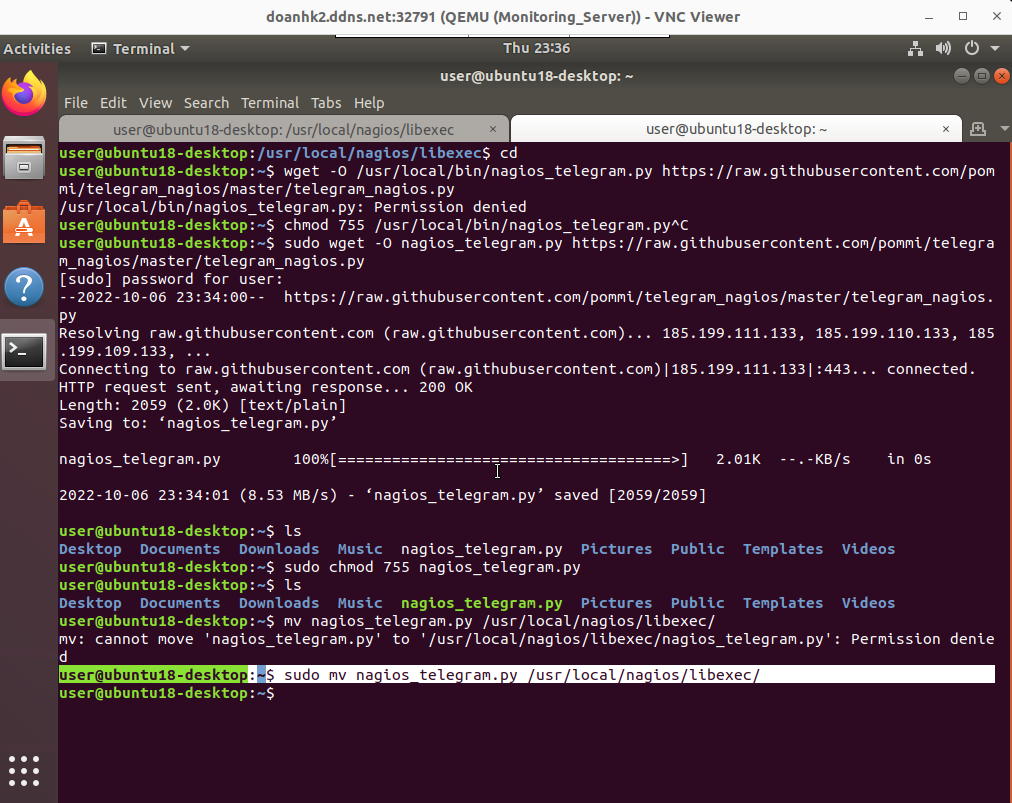 doanhk2.ddns.net:32791 (QEMU (Monitoring_Server)) - VNC Viewer
Activities Terminal Thu 23:36
user@ubuntu18-desktop: ~
File Edit View Search Terminal Tabs Help
user@ubuntu18-desktop: /usr/local/nagios/libexec × user@ubuntu18-desktop: ~ ×
user@ubuntu18-desktop:/usr/local/nagios/libexec$ cd
user@ubuntu18-desktop:~$ wget -O /usr/local/bin/nagios_telegram.py https://raw.githubusercontent.com/pom
mi/telegram_nagios/master/telegram_nagios.py
/usr/local/bin/nagios_telegram.py: Permission denied
user@ubuntu18-desktop:~$ chmod 755 /usr/local/bin/nagios_telegram.py^C
user@ubuntu18-desktop:~$ sudo wget -O nagios_telegram.py https://raw.githubusercontent.com/pommi/telegra
m_nagios/master/telegram_nagios.py
[sudo] password for user:
--2022-10-06 23:34:00--  https://raw.githubusercontent.com/pommi/telegram_nagios/master/telegram_nagios.
py
Resolving raw.githubusercontent.com (raw.githubusercontent.com)... 185.199.111.133, 185.199.110.133, 185
.199.109.133, ...
Connecting to raw.githubusercontent.com (raw.githubusercontent.com)|185.199.111.133|:443... connected.
HTTP request sent, awaiting response... 200 OK
Length: 2059 (2.0K) [text/plain]
Saving to: ‘nagios_telegram.py’
nagios_telegram.py        100%[=====================================>]   2.01K  --.-KB/s    in 0s
2022-10-06 23:34:01 (8.53 MB/s) - ‘nagios_telegram.py’ saved [2059/2059]
user@ubuntu18-desktop:~$ ls
Desktop  Documents  Downloads  Music  nagios_telegram.py  Pictures  Public  Templates  Videos
user@ubuntu18-desktop:~$ sudo chmod 755 nagios_telegram.py
user@ubuntu18-desktop:~$ ls
Desktop  Documents  Downloads  Music  nagios_telegram.py  Pictures  Public  Templates  Videos
user@ubuntu18-desktop:~$ mv nagios_telegram.py /usr/local/nagios/libexec/
mv: cannot move 'nagios_telegram.py' to '/usr/local/nagios/libexec/nagios_telegram.py': Permission denie
d
user@ubuntu18-desktop:~$ sudo mv nagios_telegram.py /usr/local/nagios/libexec/
user@ubuntu18-desktop:~$